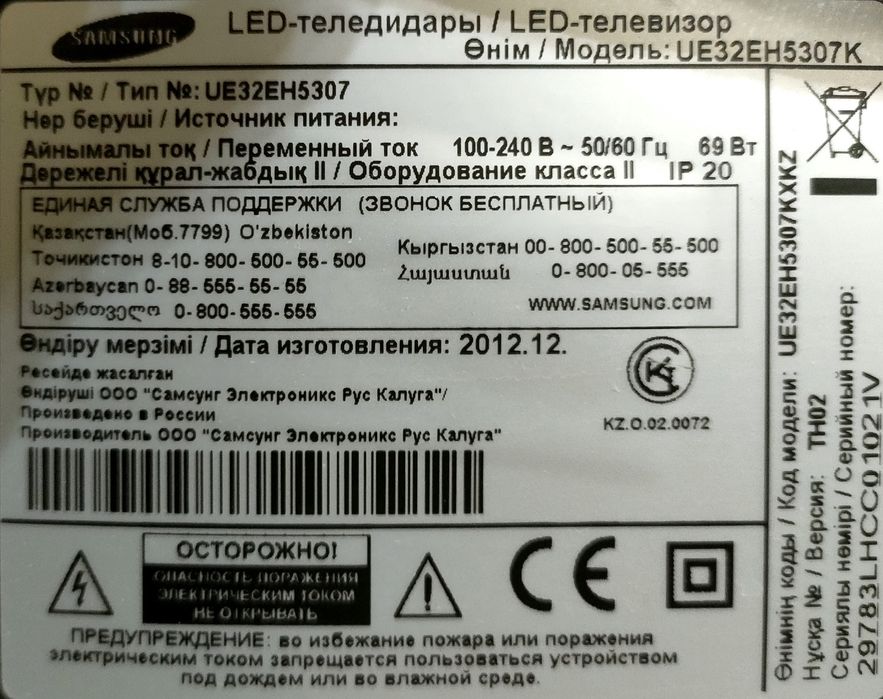 SAMSUNG
LED-теледидары / LED-телевизор
Өнім / Модель: UE32EH5307K
Түр № / Тип №: UE32EH5307
Нәр беруші / Источник питания:
Айнымалы тоқ / Переменный ток 100-240 В ~ 50/60 Гц 69 Вт
Дәрежелі құрал-жабдық II / Оборудование класса II IP 20
ЕДИНАЯ СЛУЖБА ПОДДЕРЖКИ (ЗВОНОК БЕСПЛАТНЫЙ)
Қазақстан(Моб.7799) O'zbekiston
Точикистон 8-10-800-500-55-500
Azərbaycan 0-88-555-55-55
საქართველო 0-800-555-555
Кыргызстан 00-800-500-55-500
Հայաստան 0-800-05-555
WWW.SAMSUNG.COM
Өндіру мерзімі / Дата изготовления: 2012.12.
Ресейде жасалған
Өндіруші ООО "Самсунг Электроникс Рус Калуга"/
Произведено в России
Производитель ООО "Самсунг Электроникс Рус Калуга"
KZ.O.02.0072
ОСТОРОЖНО!
ОПАСНОСТЬ ПОРАЖЕНИЯ
ЭЛЕКТРИЧЕСКИМ ТОКОМ
НЕ ОТКРЫВАТЬ
CE
ПРЕДУПРЕЖДЕНИЕ: во избежание пожара или поражения
электрическим током запрещается пользоваться устройством
под дождем или во влажной среде.
Өнімнің коды / Код модели: UE32EH5307KXKZ
Нұсқа № / Версия: TH02
Сериялы нөмірі / Серийный номер:
29783LHCC01021V